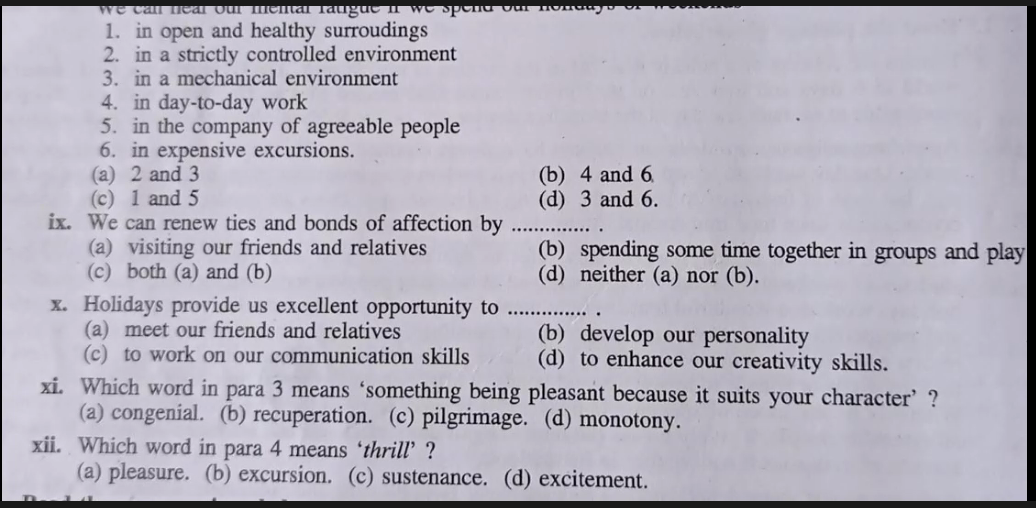 We can heal our mental fatigue if we spend our holidays or weekends
1. in open and healthy surroudings
2. in a strictly controlled environment
3. in a mechanical environment
4. in day-to-day work
5. in the company of agreeable people
6. in expensive excursions.
(a) 2 and 3 (b) 4 and 6
(c) 1 and 5 (d) 3 and 6.
ix. We can renew ties and bonds of affection by ..............
(a) visiting our friends and relatives (b) spending some time together in groups and play
(c) both (a) and (b) (d) neither (a) nor (b).
x. Holidays provide us excellent opportunity to .............. .
(a) meet our friends and relatives (b) develop our personality
(c) to work on our communication skills (d) to enhance our creativity skills.
xi. Which word in para 3 means ‘something being pleasant because it suits your character’ ?
(a) congenial. (b) recuperation. (c) pilgrimage. (d) monotony.
xii. Which word in para 4 means ‘thrill’ ?
(a) pleasure. (b) excursion. (c) sustenance. (d) excitement.